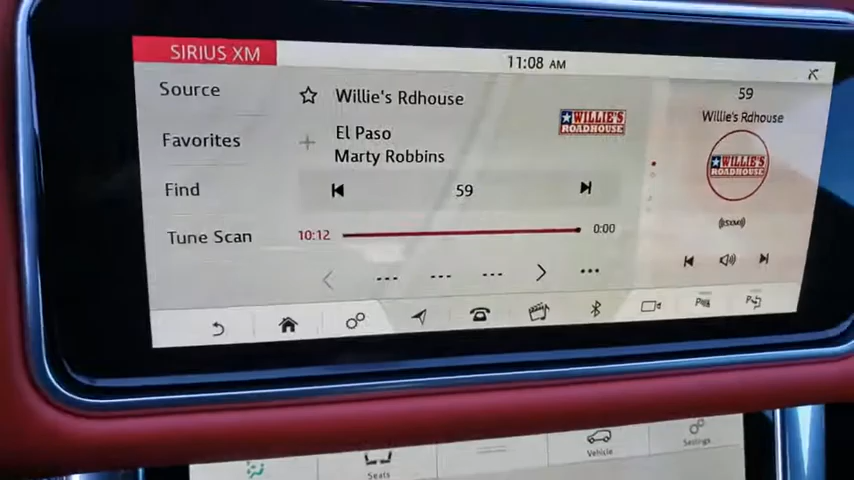 SIRIUS XM
11:08 AM
Source
Favorites
Find
Tune Scan
Willie's Rdhouse
El Paso
Marty Robbins
WILLIE'S
ROADHOUSE
59
10:12
0:00
59
Willie's Rdhouse
WILLIE'S
ROADHOUSE
SXM
Seats
Vehicle
Settings